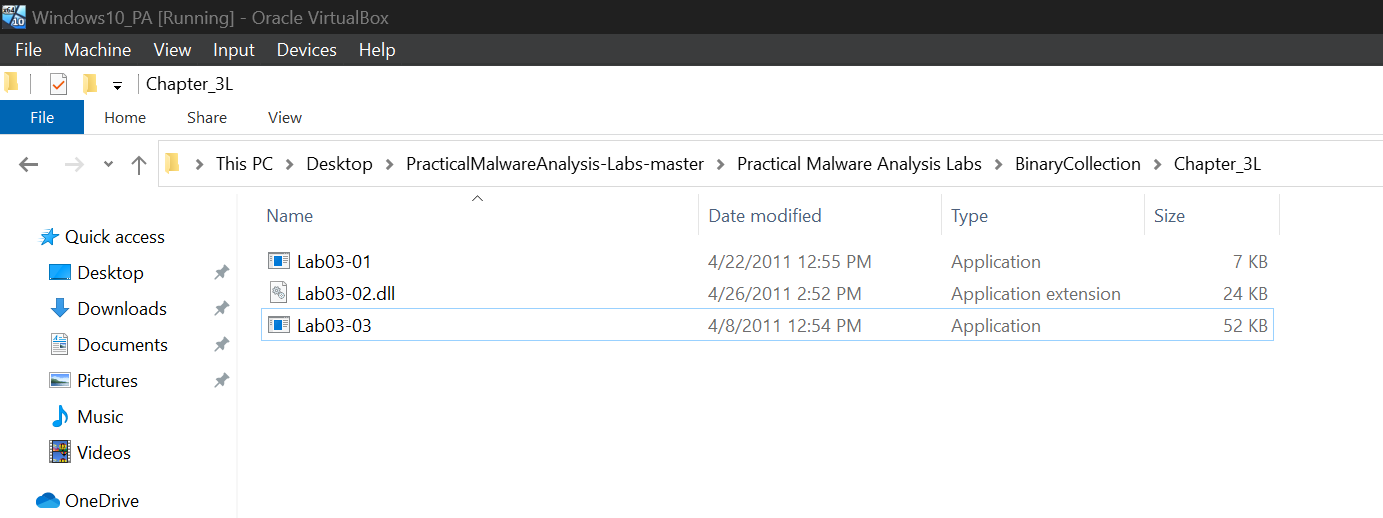 x64
10
Windows10_PA [Running] - Oracle VirtualBox
File Machine View Input Devices Help
Chapter_3L
File Home Share View
This PC Desktop PracticalMalwareAnalysis-Labs-master Practical Malware Analysis Labs BinaryCollection Chapter_3L
Name Date modified Type Size
Quick access
Desktop
Downloads
Documents
Pictures
Music
Videos
OneDrive
Lab03-01 4/22/2011 12:55 PM Application 7 KB
Lab03-02.dll 4/26/2011 2:52 PM Application extension 24 KB
Lab03-03 4/8/2011 12:54 PM Application 52 KB